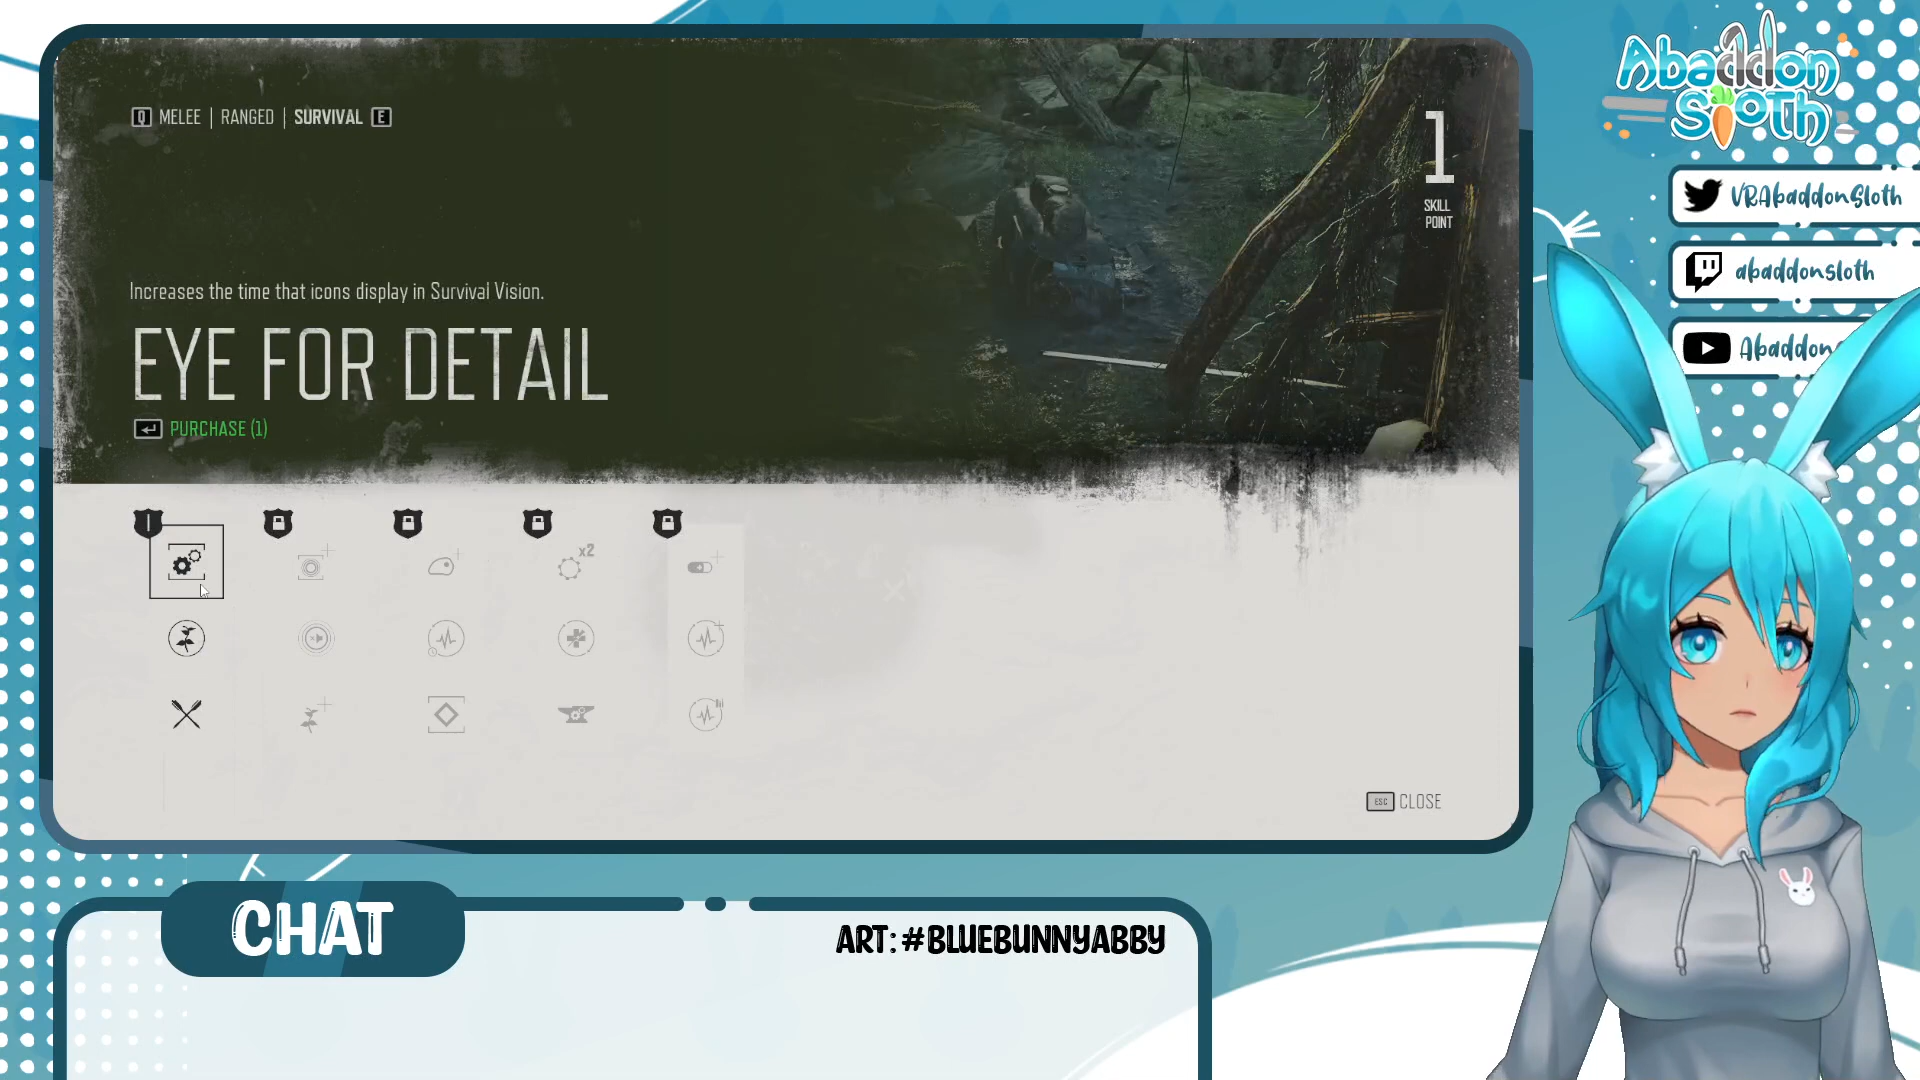 Abaddon
Sloth
VRAbaddonSloth
abaddonsloth
Abaddon
Q MELEE | RANGED | SURVIVAL E
1
SKILL
POINT
Increases the time that icons display in Survival Vision.
EYE FOR DETAIL
PURCHASE (1)
x2
ESC CLOSE
CHAT
ART: #BLUEBUNNYABBY